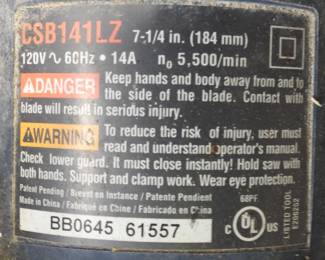 CSB141LZ 7-1/4 in. (184 mm)
120V ~ 60Hz • 14A n₀ 5,500/min
⚠DANGER Keep hands and body away from and to
the side of the blade. Contact with
blade will result in serious injury.
⚠WARNING To reduce the risk of injury, user must
read and understand operator's manual.
Check lower guard. It must close instantly! Hold saw with
both hands. Support and clamp work. Wear eye protection.
Patent Pending / Brevet en Instance / Patente Pendient
Made in China / Fabriqué en Chine / Fabricado en China
68PF
BB0645 61557
C UL US
LISTED TOOL
E206202